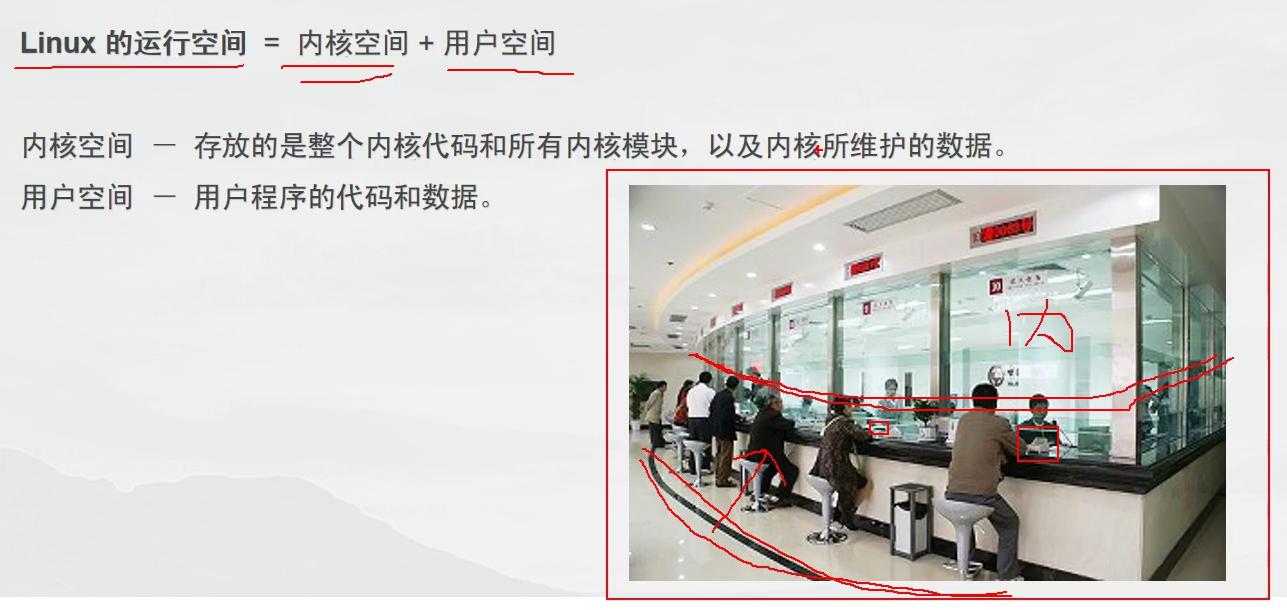 Linux 的运行空间 = 内核空间 + 用户空间
内核空间 — 存放的是整个内核代码和所有内核模块，以及内核所维护的数据。
用户空间 — 用户程序的代码和数据。
10
内